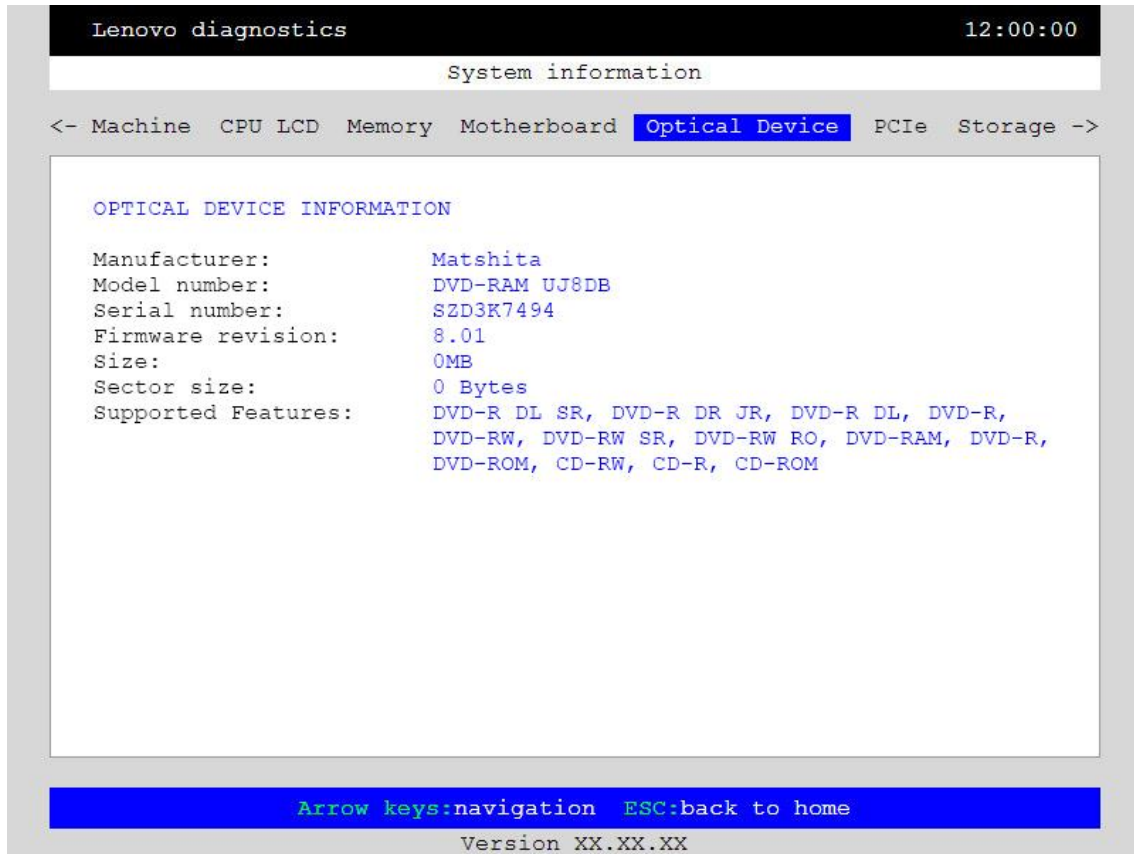 Lenovo diagnostics 12:00:00
System information
<- Machine CPU LCD Memory Motherboard Optical Device PCIe Storage ->
OPTICAL DEVICE INFORMATION
Manufacturer: Matshita
Model number: DVD-RAM UJ8DB
Serial number: SZD3K7494
Firmware revision: 8.01
Size: 0MB
Sector size: 0 Bytes
Supported Features: DVD-R DL SR, DVD-R DR JR, DVD-R DL, DVD-R,
DVD-RW, DVD-RW SR, DVD-RW RO, DVD-RAM, DVD-R,
DVD-ROM, CD-RW, CD-R, CD-ROM
Arrow keys:navigation ESC:back to home
Version XX.XX.XX